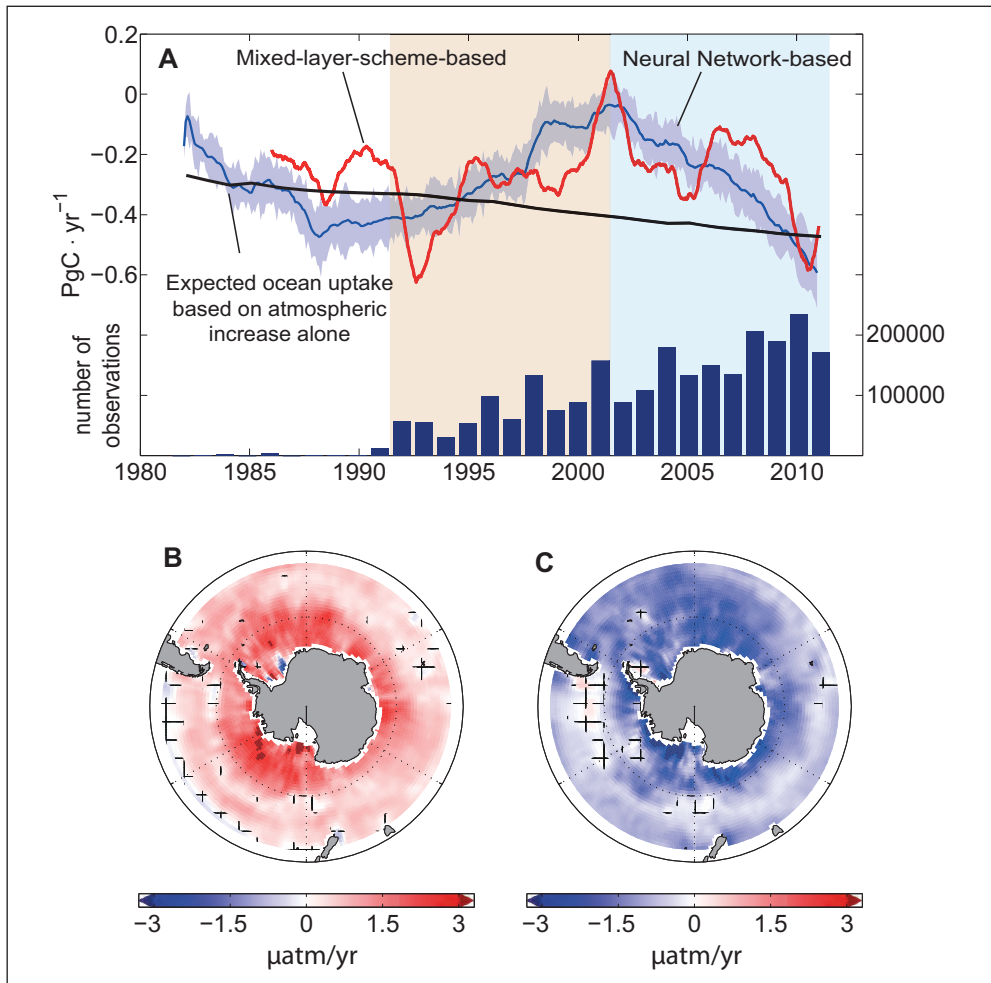 0.2
A
Mixed-layer-scheme-based
Neural Network-based
0
−0.2
−0.4
−0.6
PgC · yr⁻¹
Expected ocean uptake
based on atmospheric
increase alone
number of
observations
200000
100000
1980 1985 1990 1995 2000 2005 2010
B
C
−3 −1.5 0 1.5 3
µatm/yr
−3 −1.5 0 1.5 3
µatm/yr